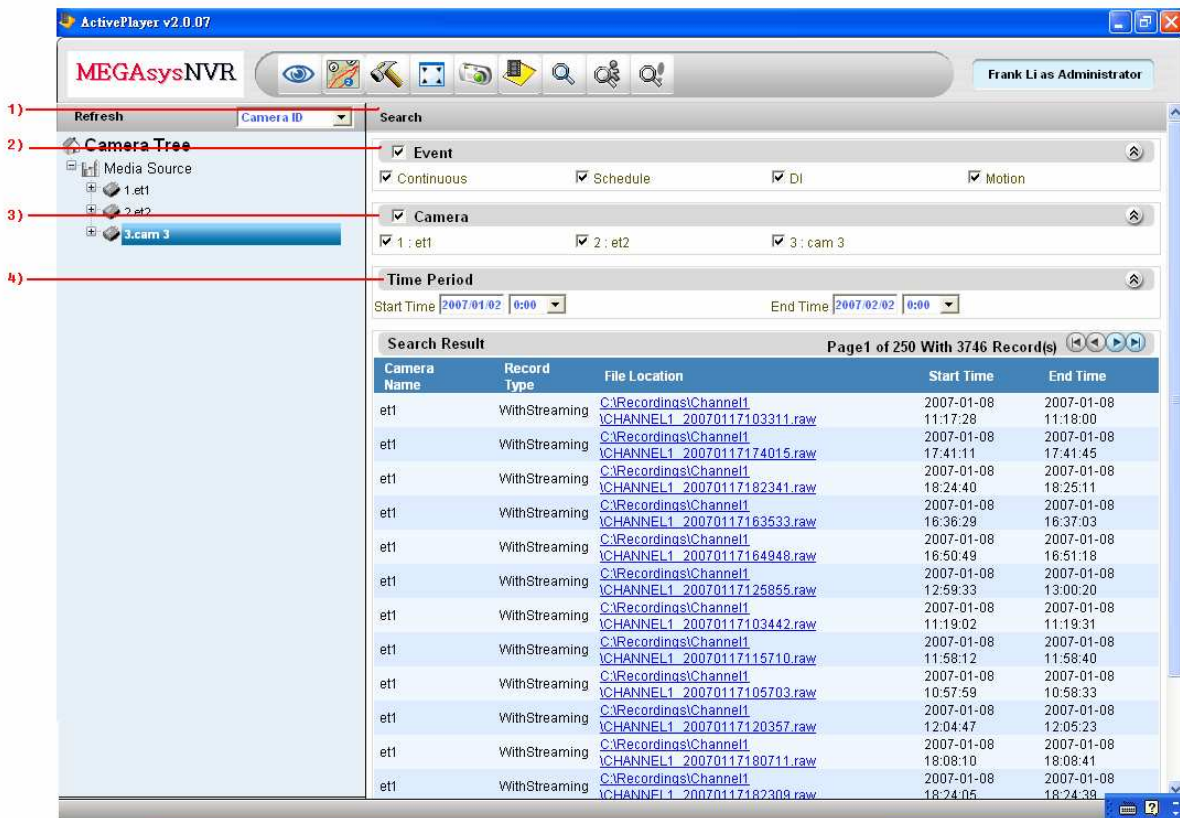 ActivePlayer v2.0.07
MEGAsysNVR
Frank Li as Administrator
1)
Refresh
Camera ID
Search
2)
Camera Tree
Event
Media Source
Continuous
Schedule
DI
Motion
1.et1
2.et2
3)
Camera
3.cam 3
1 : et1
2 : et2
3 : cam 3
4)
Time Period
Start Time 2007/01/02 0:00
End Time 2007/02/02 0:00
Search Result
Page1 of 250 With 3746 Record(s)
Camera Name
Record Type
File Location
Start Time
End Time
et1 WithStreaming C:\Recordings\Channel1 2007-01-08 2007-01-08
\CHANNEL1_20070117103311.raw 11:17:28 11:18:00
et1 WithStreaming C:\Recordings\Channel1 2007-01-08 2007-01-08
\CHANNEL1_20070117174015.raw 17:41:11 17:41:45
et1 WithStreaming C:\Recordings\Channel1 2007-01-08 2007-01-08
\CHANNEL1_20070117182341.raw 18:24:40 18:25:11
et1 WithStreaming C:\Recordings\Channel1 2007-01-08 2007-01-08
\CHANNEL1_20070117163533.raw 16:36:29 16:37:03
et1 WithStreaming C:\Recordings\Channel1 2007-01-08 2007-01-08
\CHANNEL1_20070117164948.raw 16:50:49 16:51:18
et1 WithStreaming C:\Recordings\Channel1 2007-01-08 2007-01-08
\CHANNEL1_20070117125855.raw 12:59:33 13:00:20
et1 WithStreaming C:\Recordings\Channel1 2007-01-08 2007-01-08
\CHANNEL1_20070117103442.raw 11:19:02 11:19:31
et1 WithStreaming C:\Recordings\Channel1 2007-01-08 2007-01-08
\CHANNEL1_20070117115710.raw 11:58:12 11:58:40
et1 WithStreaming C:\Recordings\Channel1 2007-01-08 2007-01-08
\CHANNEL1_20070117105703.raw 10:57:59 10:58:33
et1 WithStreaming C:\Recordings\Channel1 2007-01-08 2007-01-08
\CHANNEL1_20070117120357.raw 12:04:47 12:05:23
et1 WithStreaming C:\Recordings\Channel1 2007-01-08 2007-01-08
\CHANNEL1_20070117180711.raw 18:08:10 18:08:41
et1 WithStreaming C:\Recordings\Channel1 2007-01-08 2007-01-08
\CHANNEL1_20070117182309.raw 18:24:05 18:24:39